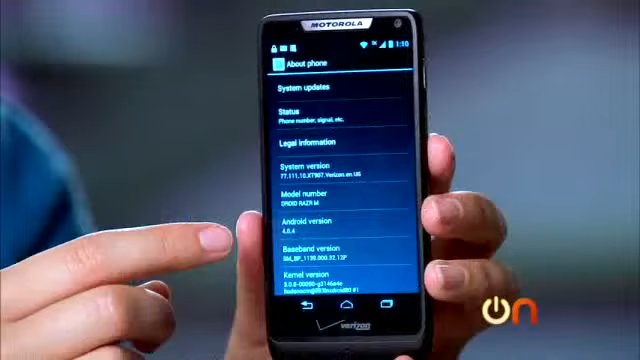 MOTOROLA
1:10
About phone
System updates
Status
Phone number, signal, etc.
Legal information
System version
77.111.10.XT907.Verizon.en.US
Model number
DROID RAZR M
Android version
4.0.4
Baseband version
Kernel version
verizon
on